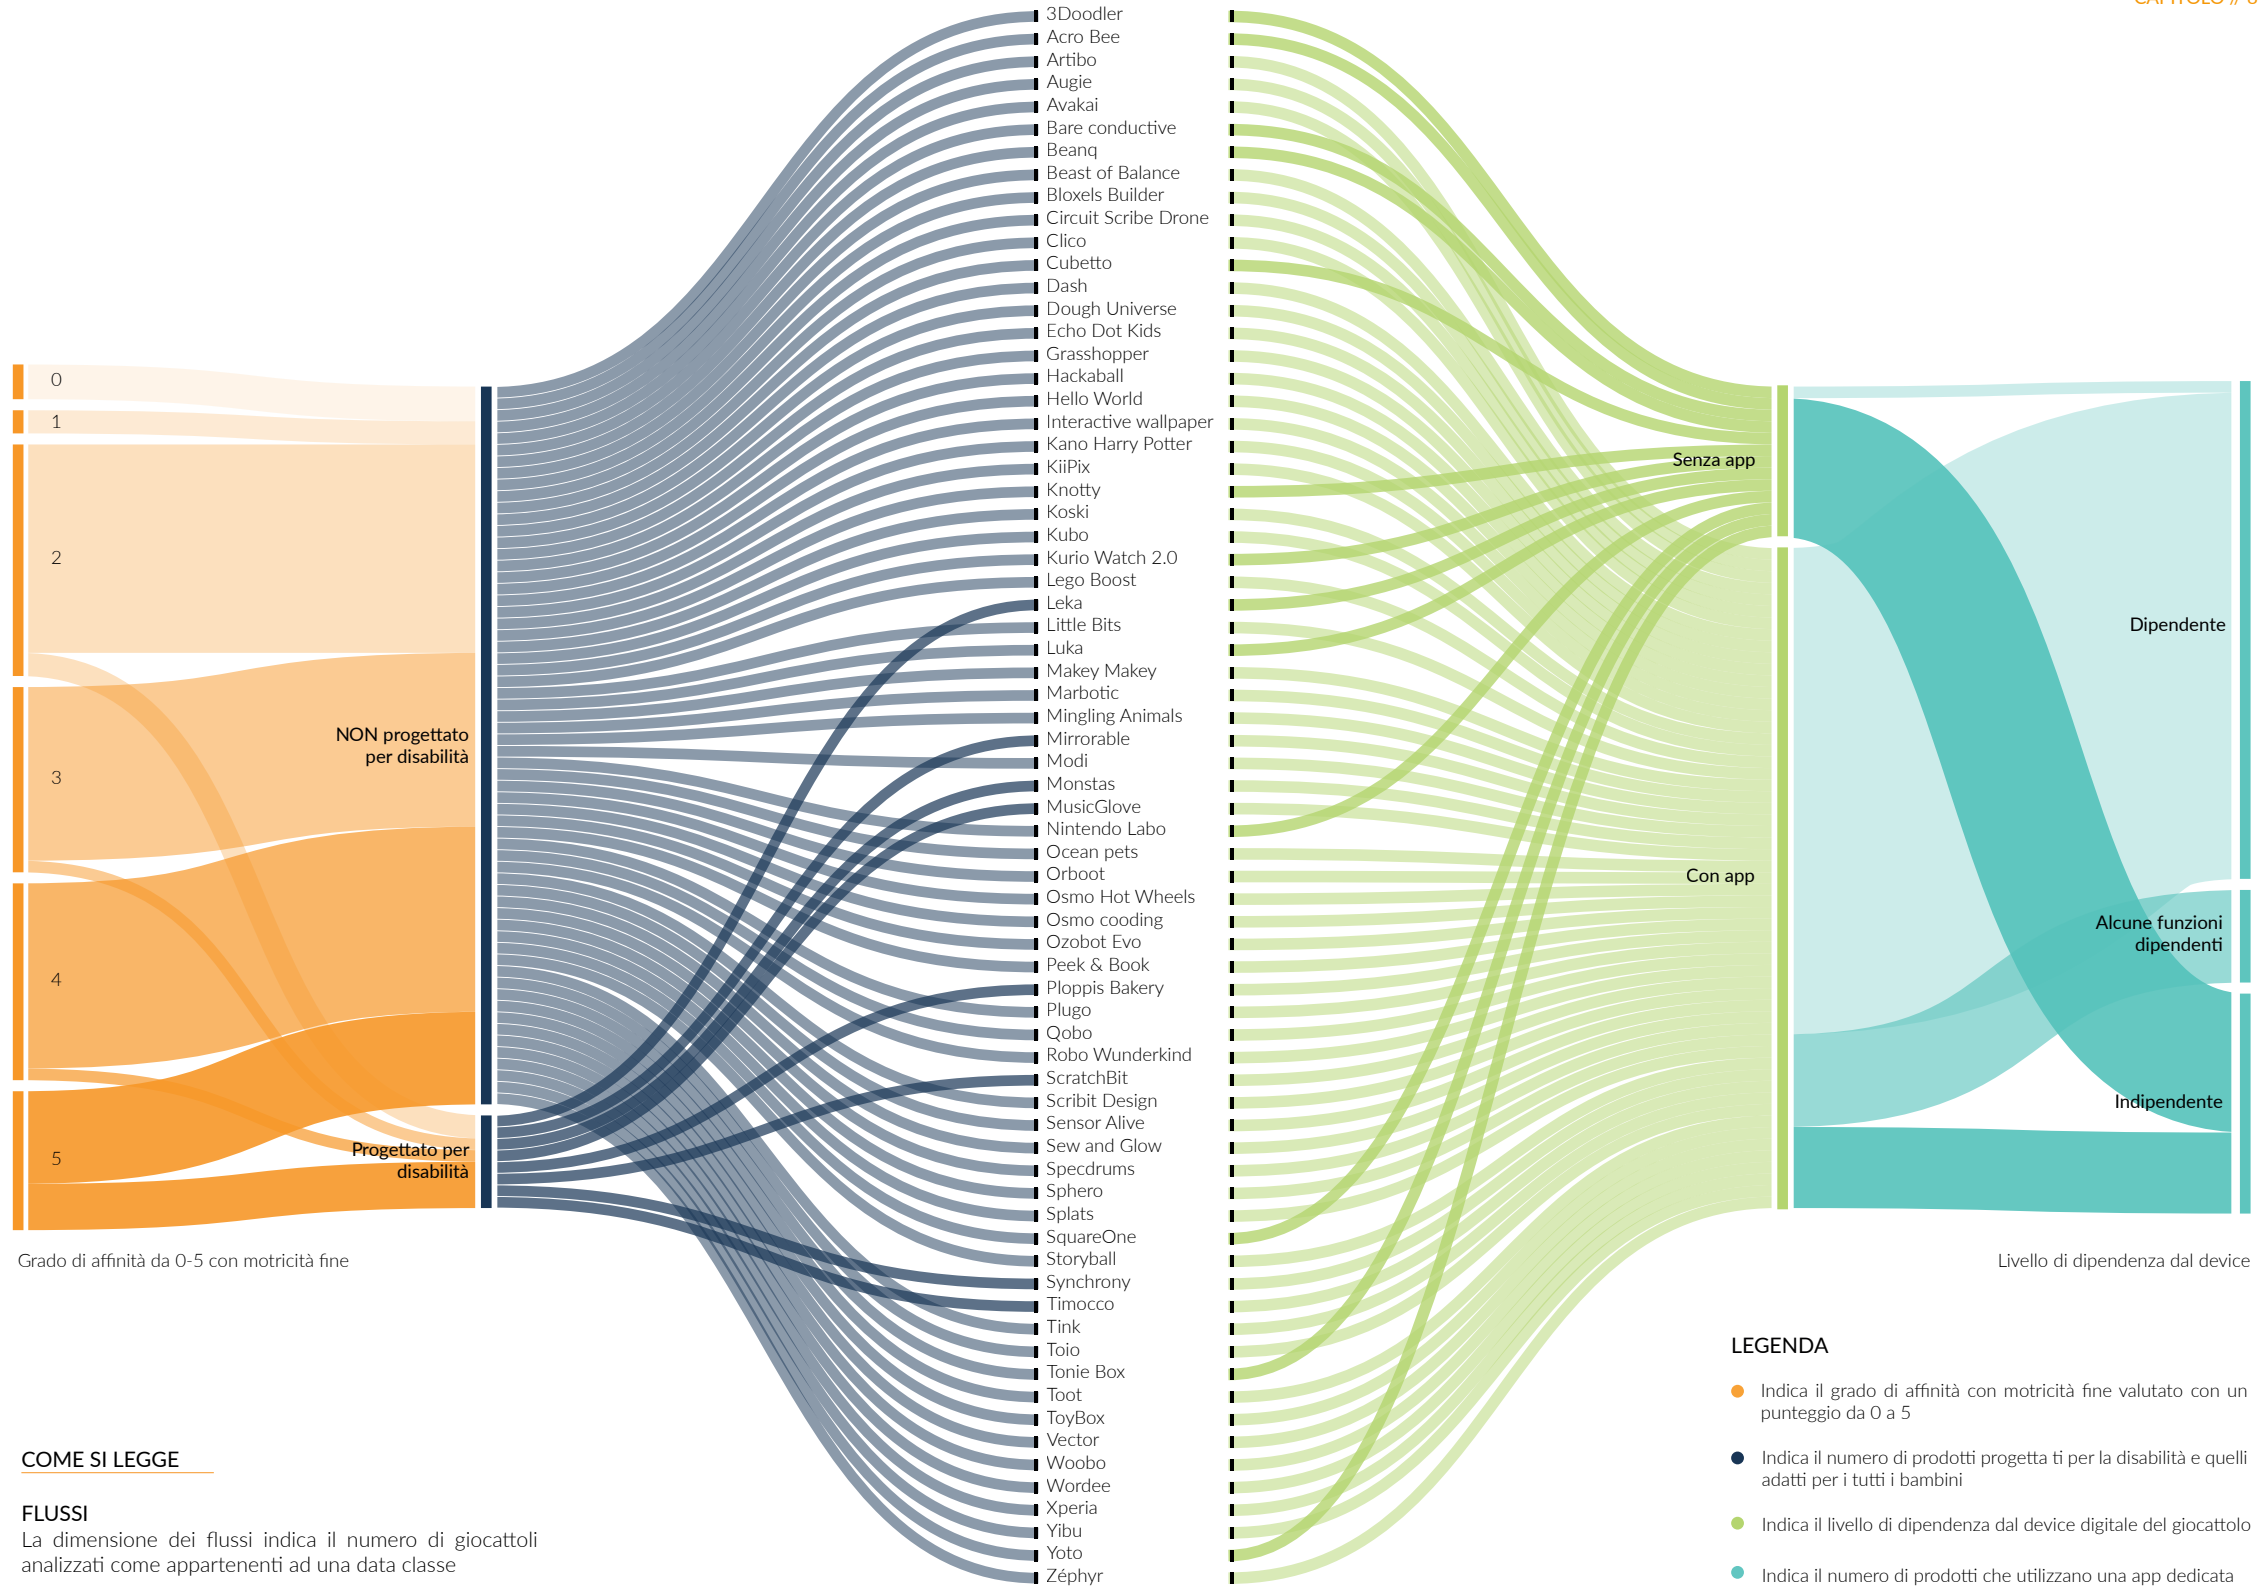 CAPITOLO //
3Doodler
Acro Bee
Artibo
Augie
Avakai
Bare conductive
Beanq
Beast of Balance
Bloxels Builder
Circuit Scribe Drone
Clico
Cubetto
Dash
Dough Universe
Echo Dot Kids
Grasshopper
Hackaball
Hello World
Interactive wallpaper
Kano Harry Potter
KiiPix
Knotty
Koski
Kubo
Kurio Watch 2.0
Lego Boost
Leka
Little Bits
Luka
Makey Makey
Marbotic
Mingling Animals
Mirrorable
Modi
Monstas
MusicGlove
Nintendo Labo
Ocean pets
Orboot
Osmo Hot Wheels
Osmo cooding
Ozobot Evo
Peek & Book
Ploppis Bakery
Plugo
Qobo
Robo Wunderkind
ScratchBit
Scribit Design
Sensor Alive
Sew and Glow
Specdrums
Sphero
Splats
SquareOne
Storyball
Synchrony
Timocco
Tink
Toio
Tonie Box
Toot
ToyBox
Vector
Woobo
Wordee
Xperia
Yibu
Yoto
Zéphyr
0
1
2
3
4
5
NON progettato
per disabilità
Progettato per
disabilità
Grado di affinità da 0-5 con motricità fine
Senza app
Con app
Dipendente
Alcune funzioni
dipendenti
Indipendente
Livello di dipendenza dal device
COME SI LEGGE
FLUSSI
La dimensione dei flussi indica il numero di giocattoli
analizzati come appartenenti ad una data classe
LEGENDA
Indica il grado di affinità con motricità fine valutato con un
punteggio da 0 a 5
Indica il numero di prodotti progetta ti per la disabilità e quelli
adatti per i tutti i bambini
Indica il livello di dipendenza dal device digitale del giocattolo
Indica il numero di prodotti che utilizzano una app dedicata